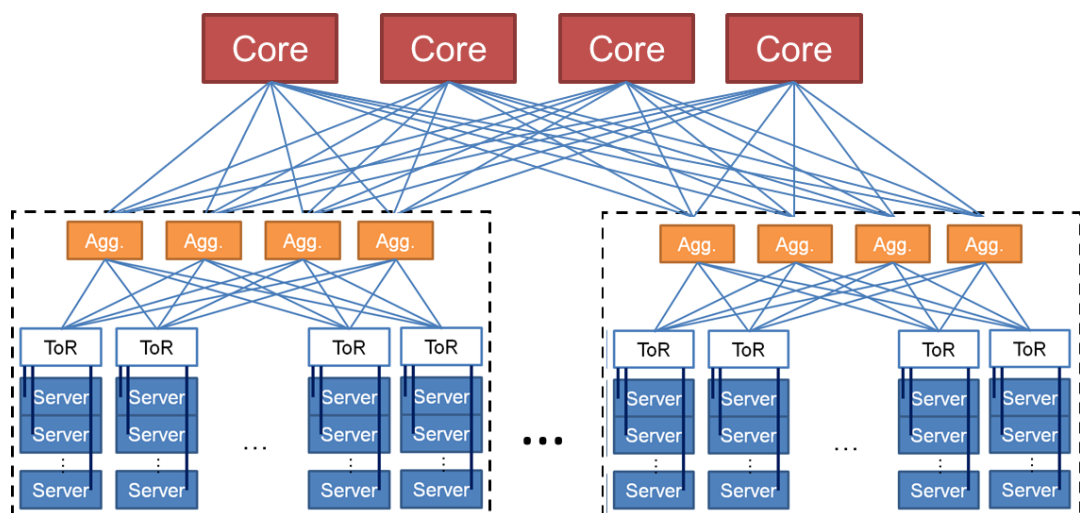 Core Core Core Core
Agg. Agg. Agg. Agg. Agg. Agg. Agg. Agg.
ToR ToR ToR ToR ToR ToR ToR ToR
Server Server Server Server Server Server Server Server
Server Server ... Server Server ... Server Server ... Server Server
Server Server Server Server Server Server Server Server